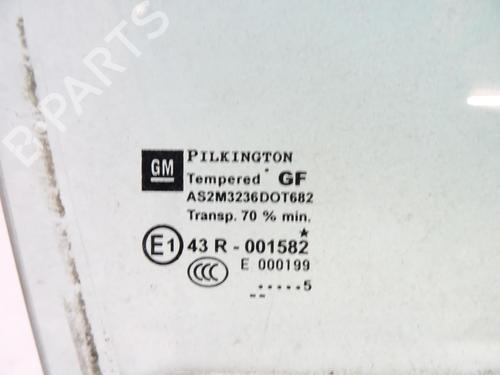 B-Parts
GM
PILKINGTON
Tempered GF
AS2M3236DOT682
Transp. 70 % min.
E1 43 R - 001582
CCC E 000199
.....5
--